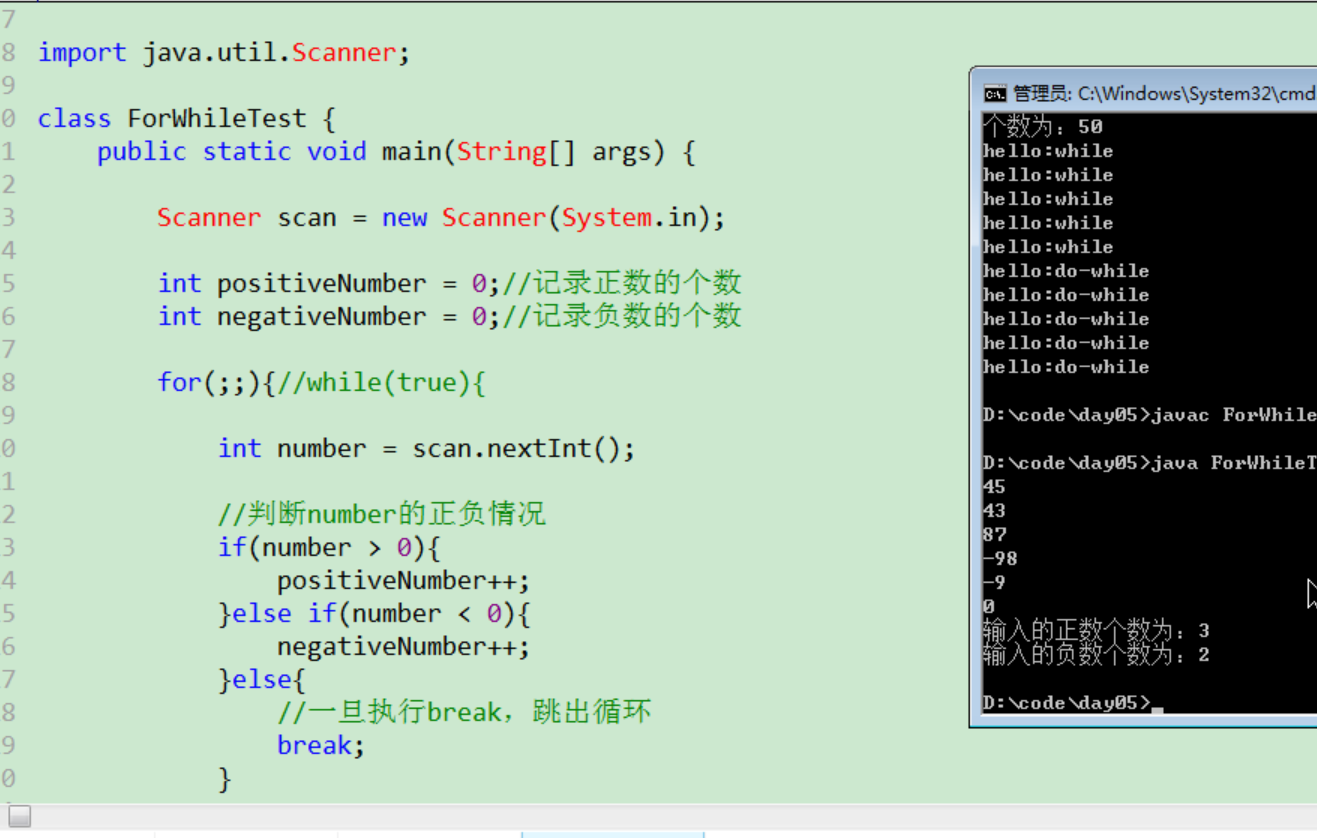 7
8 import java.util.Scanner;
9
0 class ForWhileTest {
1 public static void main(String[] args) {
2
3 Scanner scan = new Scanner(System.in);
4
5 int positiveNumber = 0;//记录正数的个数
6 int negativeNumber = 0;//记录负数的个数
7
8 for(;;){//while(true){
9
0 int number = scan.nextInt();
1
2 //判断number的正负情况
3 if(number > 0){
4 positiveNumber++;
5 }else if(number < 0){
6 negativeNumber++;
7 }else{
8 //一旦执行break，跳出循环
9 break;
0 }
管理员: C:\Windows\System32\cmd
个数为：50
hello:while
hello:while
hello:while
hello:while
hello:while
hello:do-while
hello:do-while
hello:do-while
hello:do-while
hello:do-while
D:\code\day05>javac ForWhile
D:\code\day05>java ForWhileT
45
43
87
-98
-9
0
输入的正数个数为：3
输入的负数个数为：2
D:\code\day05>